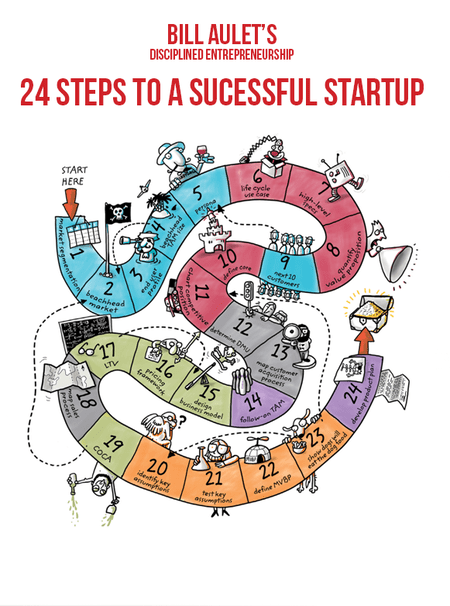 BILL AULET'S
DISCIPLINED ENTREPRENEURSHIP
24 STEPS TO A SUCESSFUL STARTUP
START
HERE
1
market segmentation
2
beachhead
market
3
end user
profile
4
beachhead
TAM size
5
persona
6
life cycle
use case
7
high-level
spec
8
quantify
value proposition
9
next 10
customers
10
define core
11
chart competitive
position
12
determine DMU
13
map customer
acquisition
process
14
follow-on TAM
15
design
business model
16
pricing
framework
17
LTV
18
map sales
process
19
COCA
?
20
identify key
assumptions
21
test key
assumptions
22
define MVBP
23
show dogs will
eat the dog food
24
develop product plan